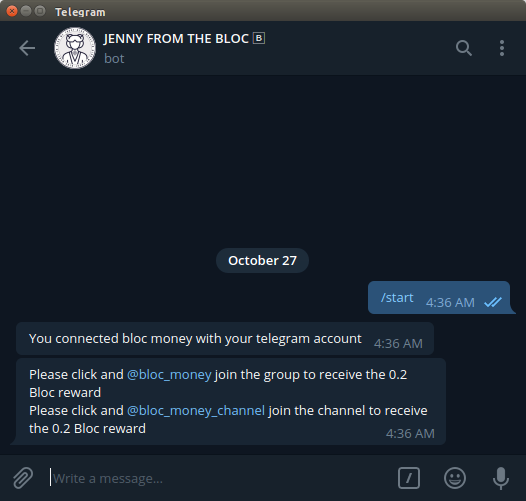 Telegram
JENNY FROM THE BLOC B
bot
October 27
/start 4:36 AM
You connected bloc money with your telegram account 4:36 AM
Please click and @bloc_money join the group to receive the 0.2
Bloc reward
Please click and @bloc_money_channel join the channel to receive
the 0.2 Bloc reward 4:36 AM
Write a message...